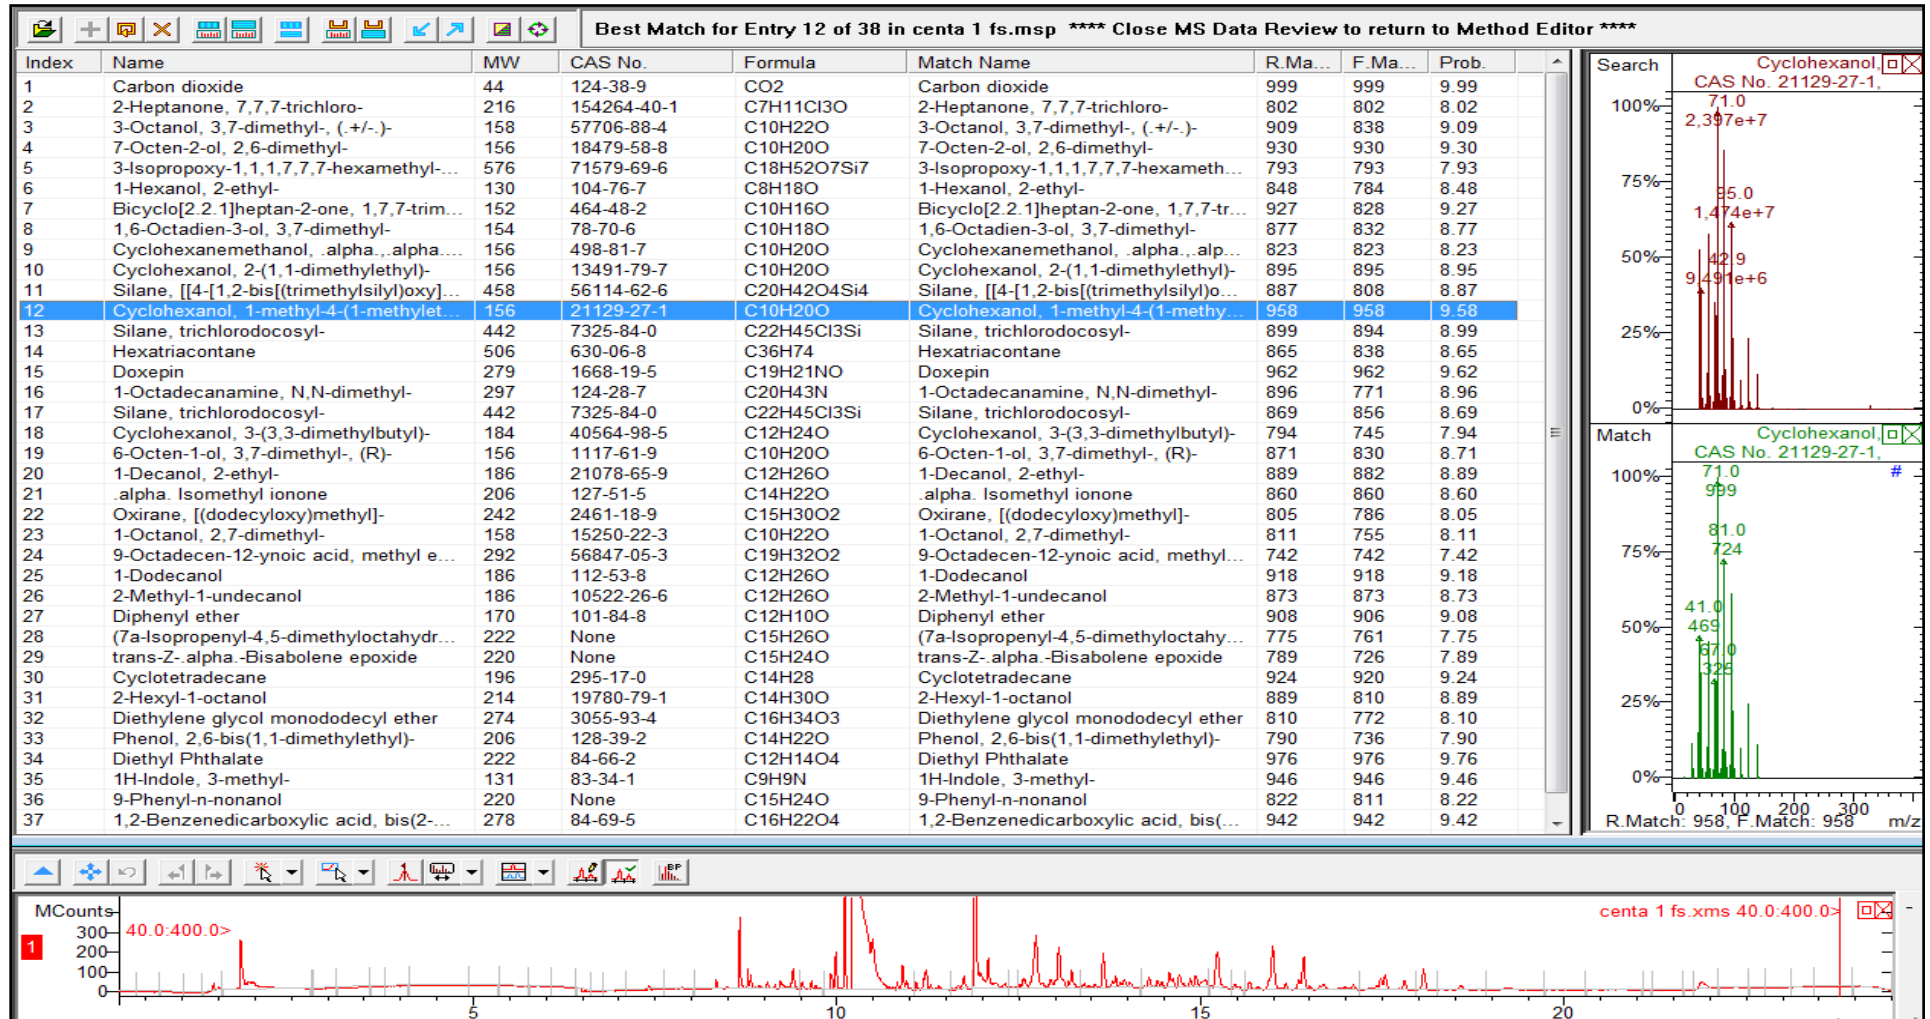 Best Match for Entry 12 of 38 in centa 1 fs.msp **** Close MS Data Review to return to Method Editor ****
Index Name MW CAS No. Formula Match Name R.Ma... F.Ma... Prob.
1 Carbon dioxide 44 124-38-9 CO2 Carbon dioxide 999 999 9.99
2 2-Heptanone, 7,7,7-trichloro- 216 154264-40-1 C7H11Cl3O 2-Heptanone, 7,7,7-trichloro- 802 802 8.02
3 3-Octanol, 3,7-dimethyl-, (.+/-.)- 158 57706-88-4 C10H22O 3-Octanol, 3,7-dimethyl-, (.+/-.)- 909 838 9.09
4 7-Octen-2-ol, 2,6-dimethyl- 156 18479-58-8 C10H20O 7-Octen-2-ol, 2,6-dimethyl- 930 930 9.30
5 3-Isopropoxy-1,1,1,7,7,7-hexamethyl-... 576 71579-69-6 C18H52O7Si7 3-Isopropoxy-1,1,1,7,7,7-hexameth... 793 793 7.93
6 1-Hexanol, 2-ethyl- 130 104-76-7 C8H18O 1-Hexanol, 2-ethyl- 848 784 8.48
7 Bicyclo[2.2.1]heptan-2-one, 1,7,7-trim... 152 464-48-2 C10H16O Bicyclo[2.2.1]heptan-2-one, 1,7,7-tr... 927 828 9.27
8 1,6-Octadien-3-ol, 3,7-dimethyl- 154 78-70-6 C10H18O 1,6-Octadien-3-ol, 3,7-dimethyl- 877 832 8.77
9 Cyclohexanemethanol, .alpha.,.alpha.... 156 498-81-7 C10H20O Cyclohexanemethanol, .alpha.,.alp... 823 823 8.23
10 Cyclohexanol, 2-(1,1-dimethylethyl)- 156 13491-79-7 C10H20O Cyclohexanol, 2-(1,1-dimethylethyl)- 895 895 8.95
11 Silane, [[4-[1,2-bis[(trimethylsilyl)oxy]... 458 56114-62-6 C20H42O4Si4 Silane, [[4-[1,2-bis[(trimethylsilyl)o... 887 808 8.87
12 Cyclohexanol, 1-methyl-4-(1-methylet... 156 21129-27-1 C10H20O Cyclohexanol, 1-methyl-4-(1-methy... 958 958 9.58
13 Silane, trichlorodocosyl- 442 7325-84-0 C22H45Cl3Si Silane, trichlorodocosyl- 899 894 8.99
14 Hexatriacontane 506 630-06-8 C36H74 Hexatriacontane 865 838 8.65
15 Doxepin 279 1668-19-5 C19H21NO Doxepin 962 962 9.62
16 1-Octadecanamine, N,N-dimethyl- 297 124-28-7 C20H43N 1-Octadecanamine, N,N-dimethyl- 896 771 8.96
17 Silane, trichlorodocosyl- 442 7325-84-0 C22H45Cl3Si Silane, trichlorodocosyl- 869 856 8.69
18 Cyclohexanol, 3-(3,3-dimethylbutyl)- 184 40564-98-5 C12H24O Cyclohexanol, 3-(3,3-dimethylbutyl)- 794 745 7.94
19 6-Octen-1-ol, 3,7-dimethyl-, (R)- 156 1117-61-9 C10H20O 6-Octen-1-ol, 3,7-dimethyl-, (R)- 871 830 8.71
20 1-Decanol, 2-ethyl- 186 21078-65-9 C12H26O 1-Decanol, 2-ethyl- 889 882 8.89
21 .alpha. Isomethyl ionone 206 127-51-5 C14H22O .alpha. Isomethyl ionone 860 860 8.60
22 Oxirane, [(dodecyloxy)methyl]- 242 2461-18-9 C15H30O2 Oxirane, [(dodecyloxy)methyl]- 805 786 8.05
23 1-Octanol, 2,7-dimethyl- 158 15250-22-3 C10H22O 1-Octanol, 2,7-dimethyl- 811 755 8.11
24 9-Octadecen-12-ynoic acid, methyl e... 292 56847-05-3 C19H32O2 9-Octadecen-12-ynoic acid, methyl... 742 742 7.42
25 1-Dodecanol 186 112-53-8 C12H26O 1-Dodecanol 918 918 9.18
26 2-Methyl-1-undecanol 186 10522-26-6 C12H26O 2-Methyl-1-undecanol 873 873 8.73
27 Diphenyl ether 170 101-84-8 C12H10O Diphenyl ether 908 906 9.08
28 (7a-Isopropenyl-4,5-dimethyloctahydr... 222 None C15H26O (7a-Isopropenyl-4,5-dimethyloctahy... 775 761 7.75
29 trans-Z-.alpha.-Bisabolene epoxide 220 None C15H24O trans-Z-.alpha.-Bisabolene epoxide 789 726 7.89
30 Cyclotetradecane 196 295-17-0 C14H28 Cyclotetradecane 924 920 9.24
31 2-Hexyl-1-octanol 214 19780-79-1 C14H30O 2-Hexyl-1-octanol 889 810 8.89
32 Diethylene glycol monododecyl ether 274 3055-93-4 C16H34O3 Diethylene glycol monododecyl ether 810 772 8.10
33 Phenol, 2,6-bis(1,1-dimethylethyl)- 206 128-39-2 C14H22O Phenol, 2,6-bis(1,1-dimethylethyl)- 790 736 7.90
34 Diethyl Phthalate 222 84-66-2 C12H14O4 Diethyl Phthalate 976 976 9.76
35 1H-Indole, 3-methyl- 131 83-34-1 C9H9N 1H-Indole, 3-methyl- 946 946 9.46
36 9-Phenyl-n-nonanol 220 None C15H24O 9-Phenyl-n-nonanol 822 811 8.22
37 1,2-Benzenedicarboxylic acid, bis(2-... 278 84-69-5 C16H22O4 1,2-Benzenedicarboxylic acid, bis(... 942 942 9.42
Search Cyclohexanol,
CAS No. 21129-27-1,
100% 71.0
2,397e+7
75%
95.0
1,474e+7
50% 42.9
9,491e+6
25%
0%
Match Cyclohexanol,
CAS No. 21129-27-1,
100% 71.0 #
999
81.0
75% 724
41.0
50% 469
67.0
325
25%
0%
0 100 200 300
R.Match: 958, F.Match: 958 m/z
BP
MCounts
40.0:400.0>
centa 1 fs.xms 40.0:400.0>
1
300
200
100
0
5 10 15 20